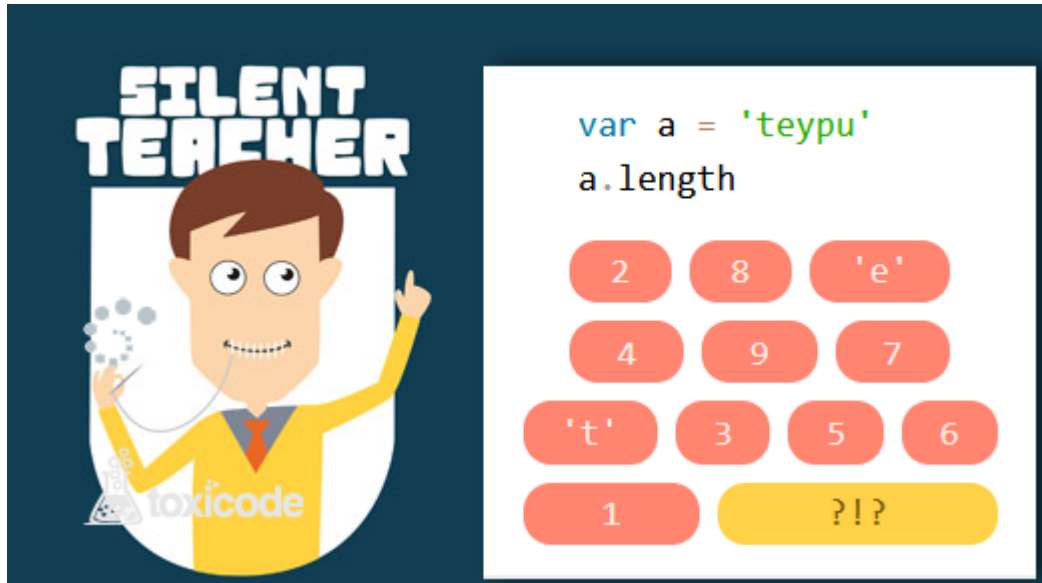 SILENT
TEACHER
toxicode
var a = 'teypu'
a.length
2 8 'e'
4 9 7
't' 3 5 6
1 ?!?